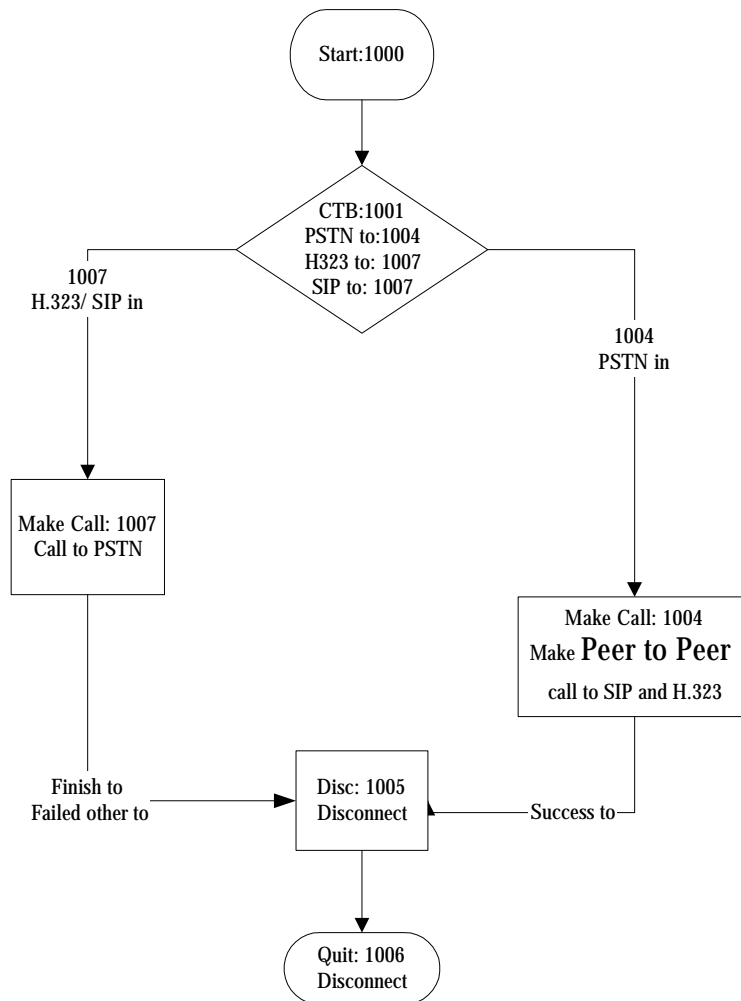 Start:1000
CTB:1001
PSTN to:1004
H323 to: 1007
SIP to: 1007
1007
H.323/ SIP in
1004
PSTN in
Make Call: 1007
Call to PSTN
Make Call: 1004
Make Peer to Peer
call to SIP and H.323
Finish to
Failed other to
Disc: 1005
Disconnect
Success to
Quit: 1006
Disconnect